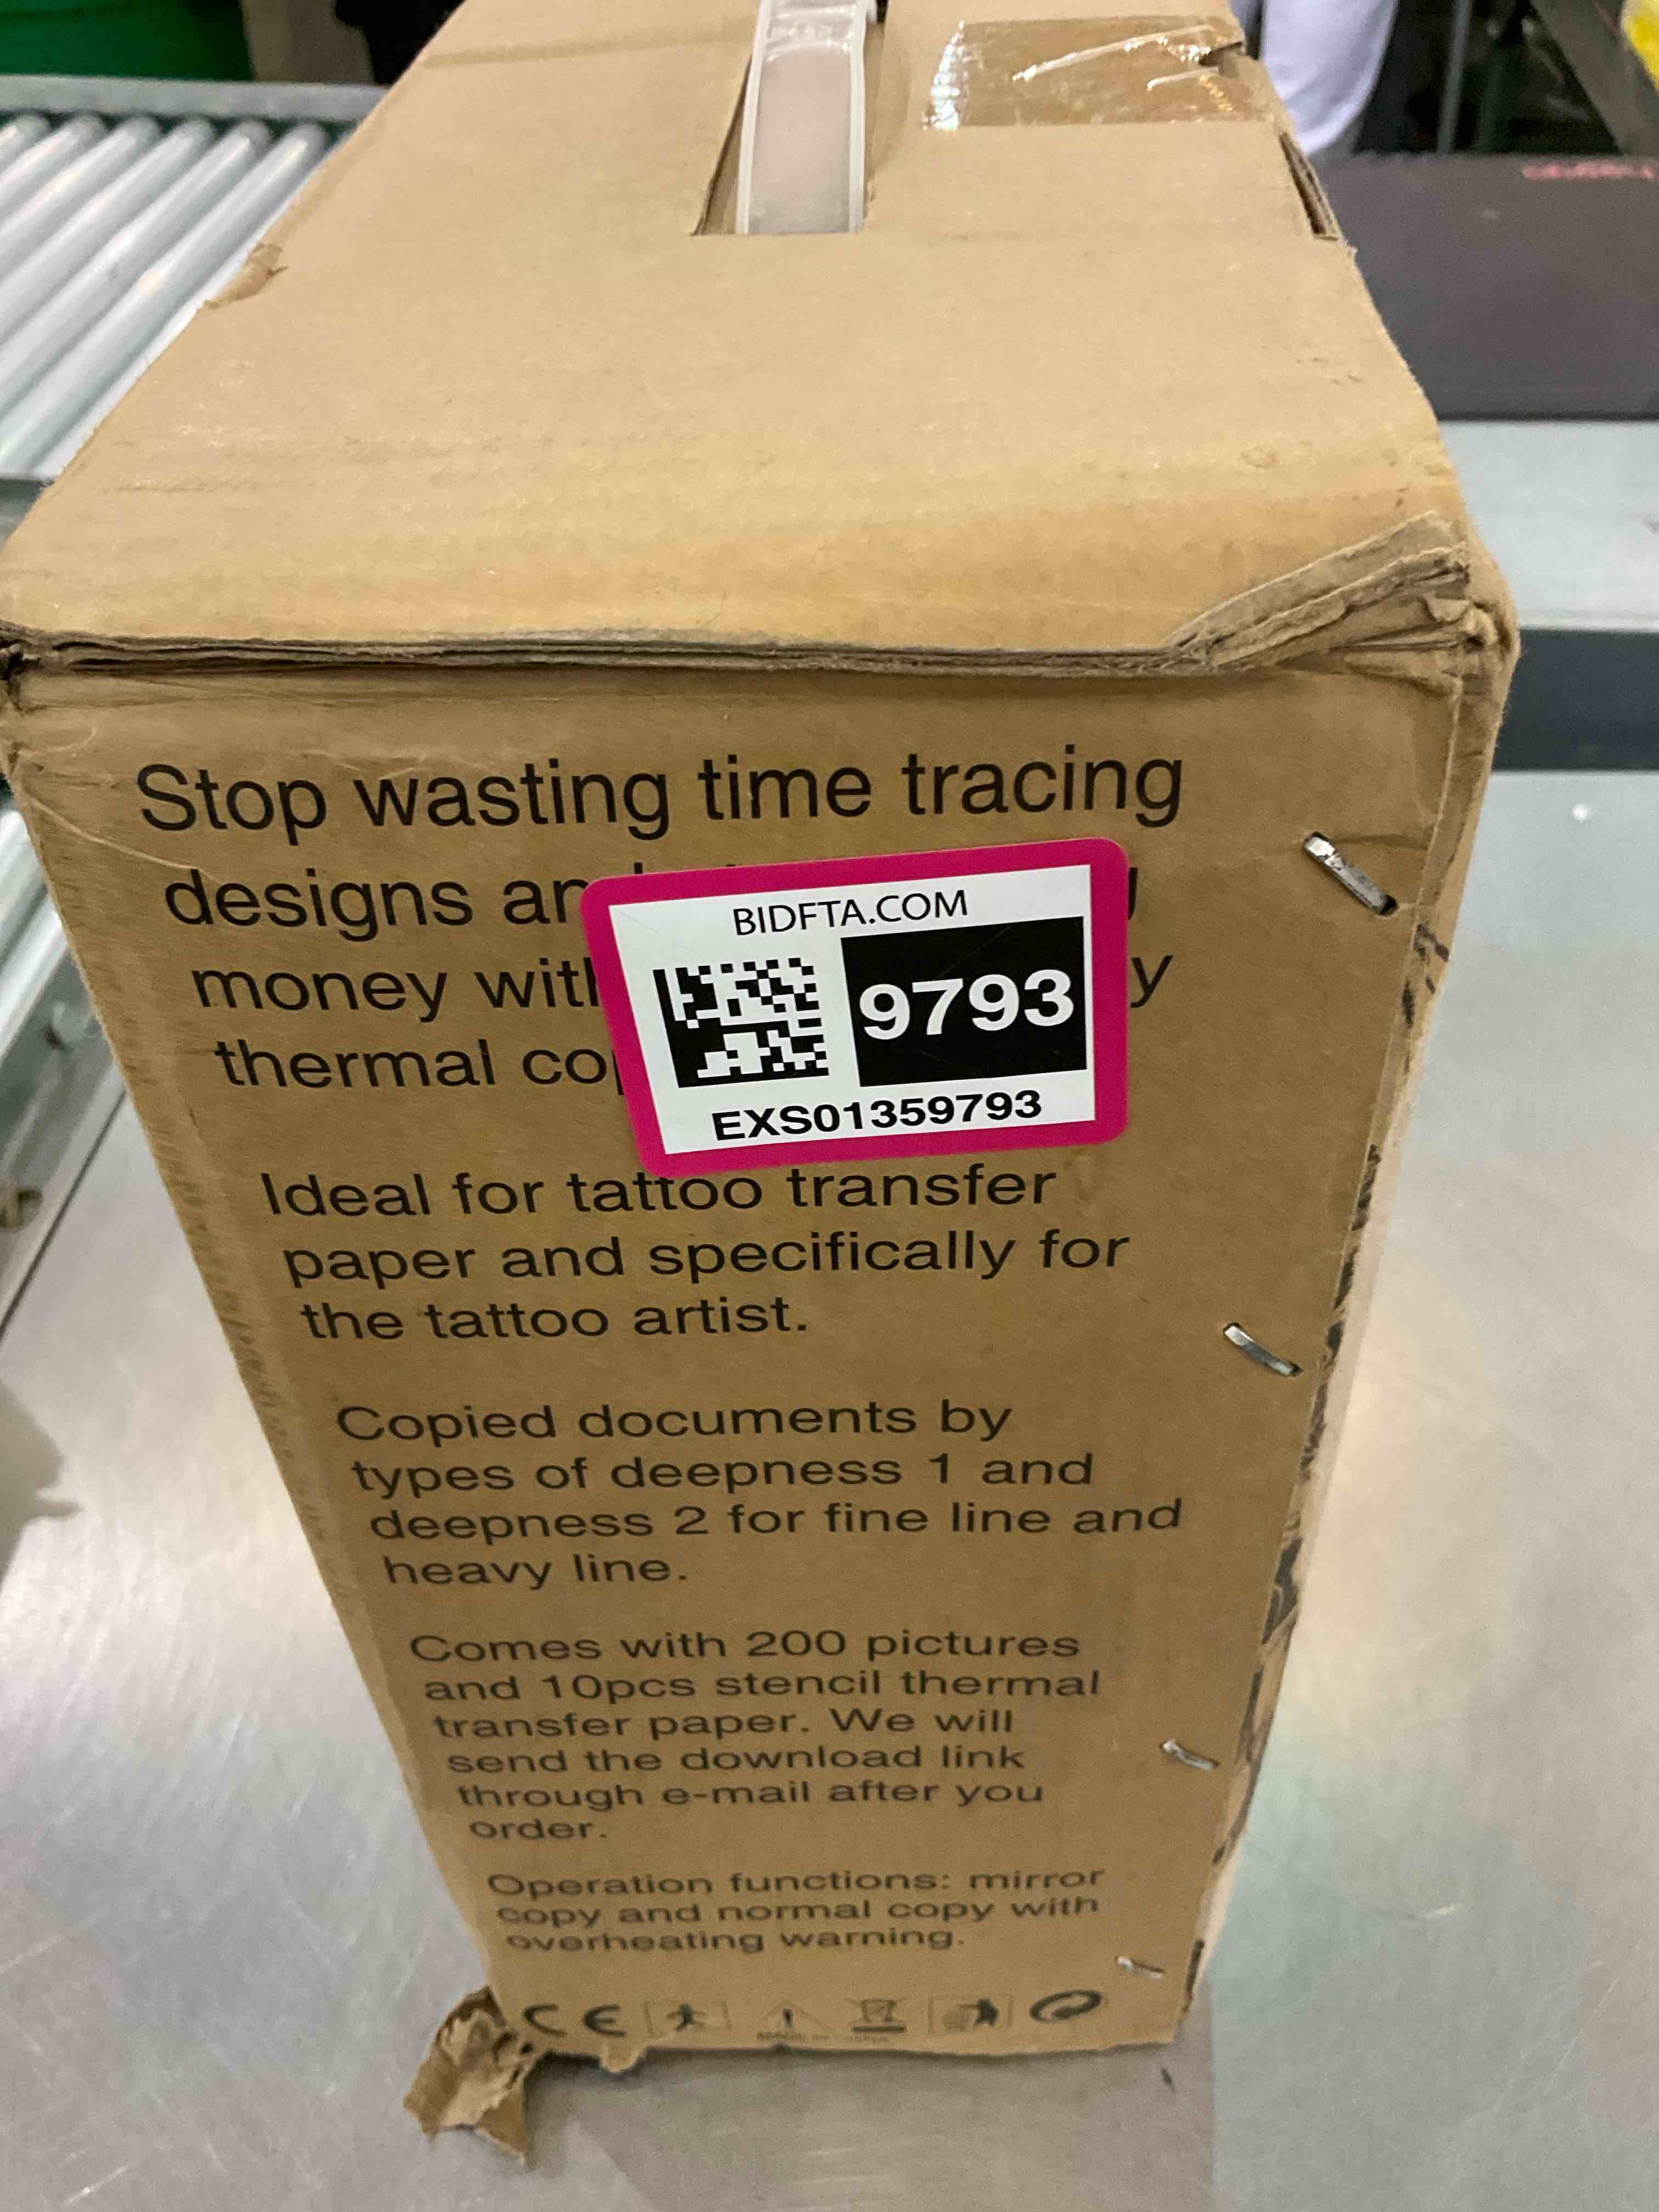 Stop wasting time tracing
designs
money
thermal
BIDFTA.COM
9793
EXS01359793
Ideal for tattoo transfer
paper and specifically for
the tattoo artist.
Copied documents by
types of deepness 1 and
deepness 2 for fine line and
heavy line.
Comes with 200 pictures
and 10pcs stencil thermal
transfer paper. We will
send the download link
through e-mail after you
order.
Operation functions: mirror
copy and normal copy with
overheating warning.
CE